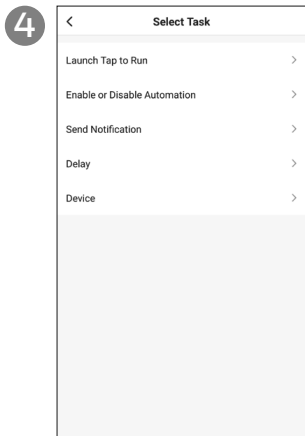 4
Select Task
Launch Tap to Run
Enable or Disable Automation
Send Notification
Delay
Device